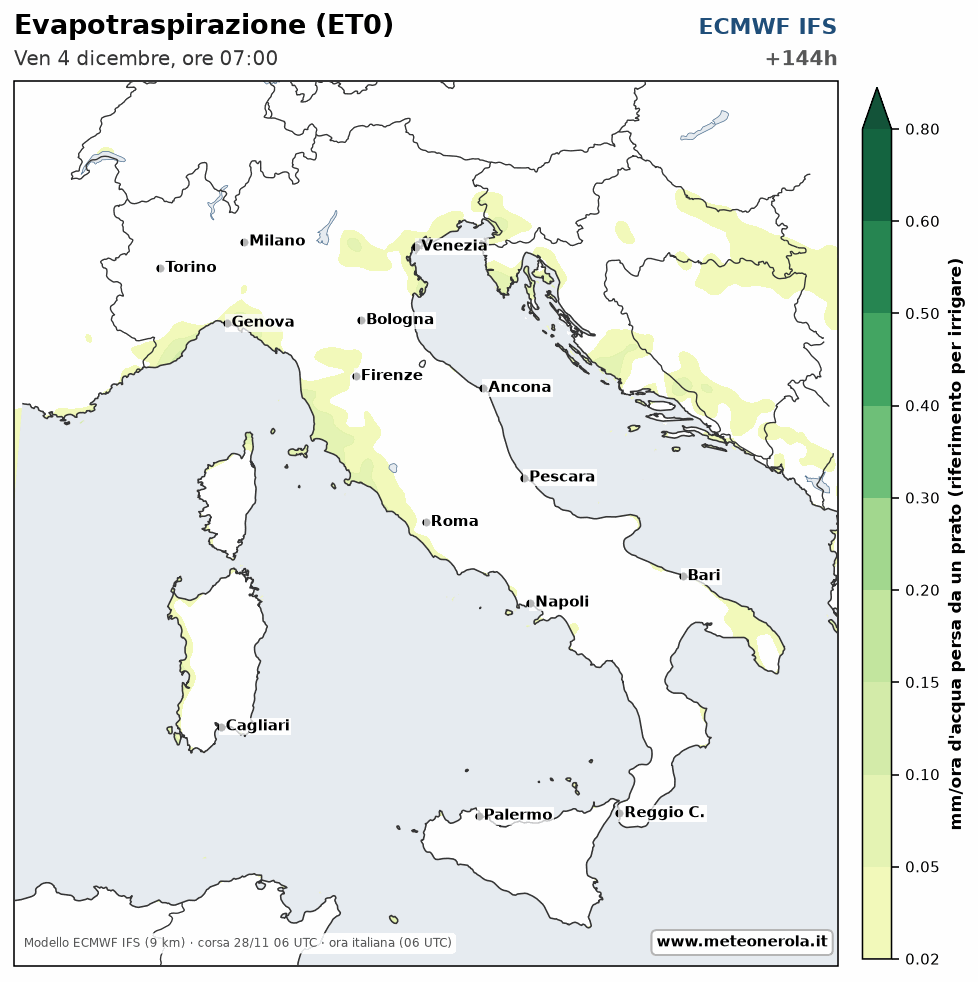 Evapotraspirazione (ET0)
ECMWF IFS
Ven 4 dicembre, ore 07:00
+144h
Milano
Venezia
Torino
Genova
Bologna
Firenze
Ancona
Pescara
Roma
Bari
Napoli
Cagliari
Palermo
Reggio C.
0.80
0.60
0.50
0.40
0.30
0.20
0.15
0.10
0.05
0.02
mm/ora d'acqua persa da un prato (riferimento per irrigare)
Modello ECMWF IFS (9 km) · corsa 28/11 06 UTC · ora italiana (06 UTC)
www.meteonerola.it